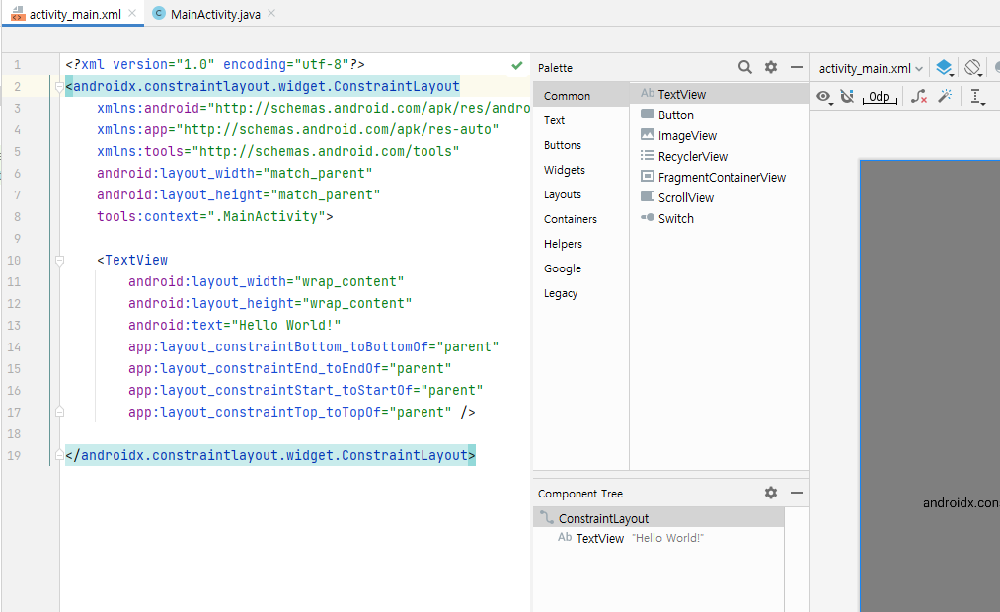 activity_main.xml
MainActivity.java
1 <?xml version="1.0" encoding="utf-8"?>
2 <androidx.constraintlayout.widget.ConstraintLayout
3 xmlns:android="http://schemas.android.com/apk/res/andro
4 xmlns:app="http://schemas.android.com/apk/res-auto"
5 xmlns:tools="http://schemas.android.com/tools"
6 android:layout_width="match_parent"
7 android:layout_height="match_parent"
8 tools:context=".MainActivity">
9
10 <TextView
11 android:layout_width="wrap_content"
12 android:layout_height="wrap_content"
13 android:text="Hello World!"
14 app:layout_constraintBottom_toBottomOf="parent"
15 app:layout_constraintEnd_toEndOf="parent"
16 app:layout_constraintStart_toStartOf="parent"
17 app:layout_constraintTop_toTopOf="parent" />
18
19 </androidx.constraintlayout.widget.ConstraintLayout>
Palette
Common
Text
Buttons
Widgets
Layouts
Containers
Helpers
Google
Legacy
Ab TextView
Button
ImageView
RecyclerView
FragmentContainerView
ScrollView
Switch
Component Tree
ConstraintLayout
Ab TextView "Hello World!"
activity_main.xml
0dp
androidx.con